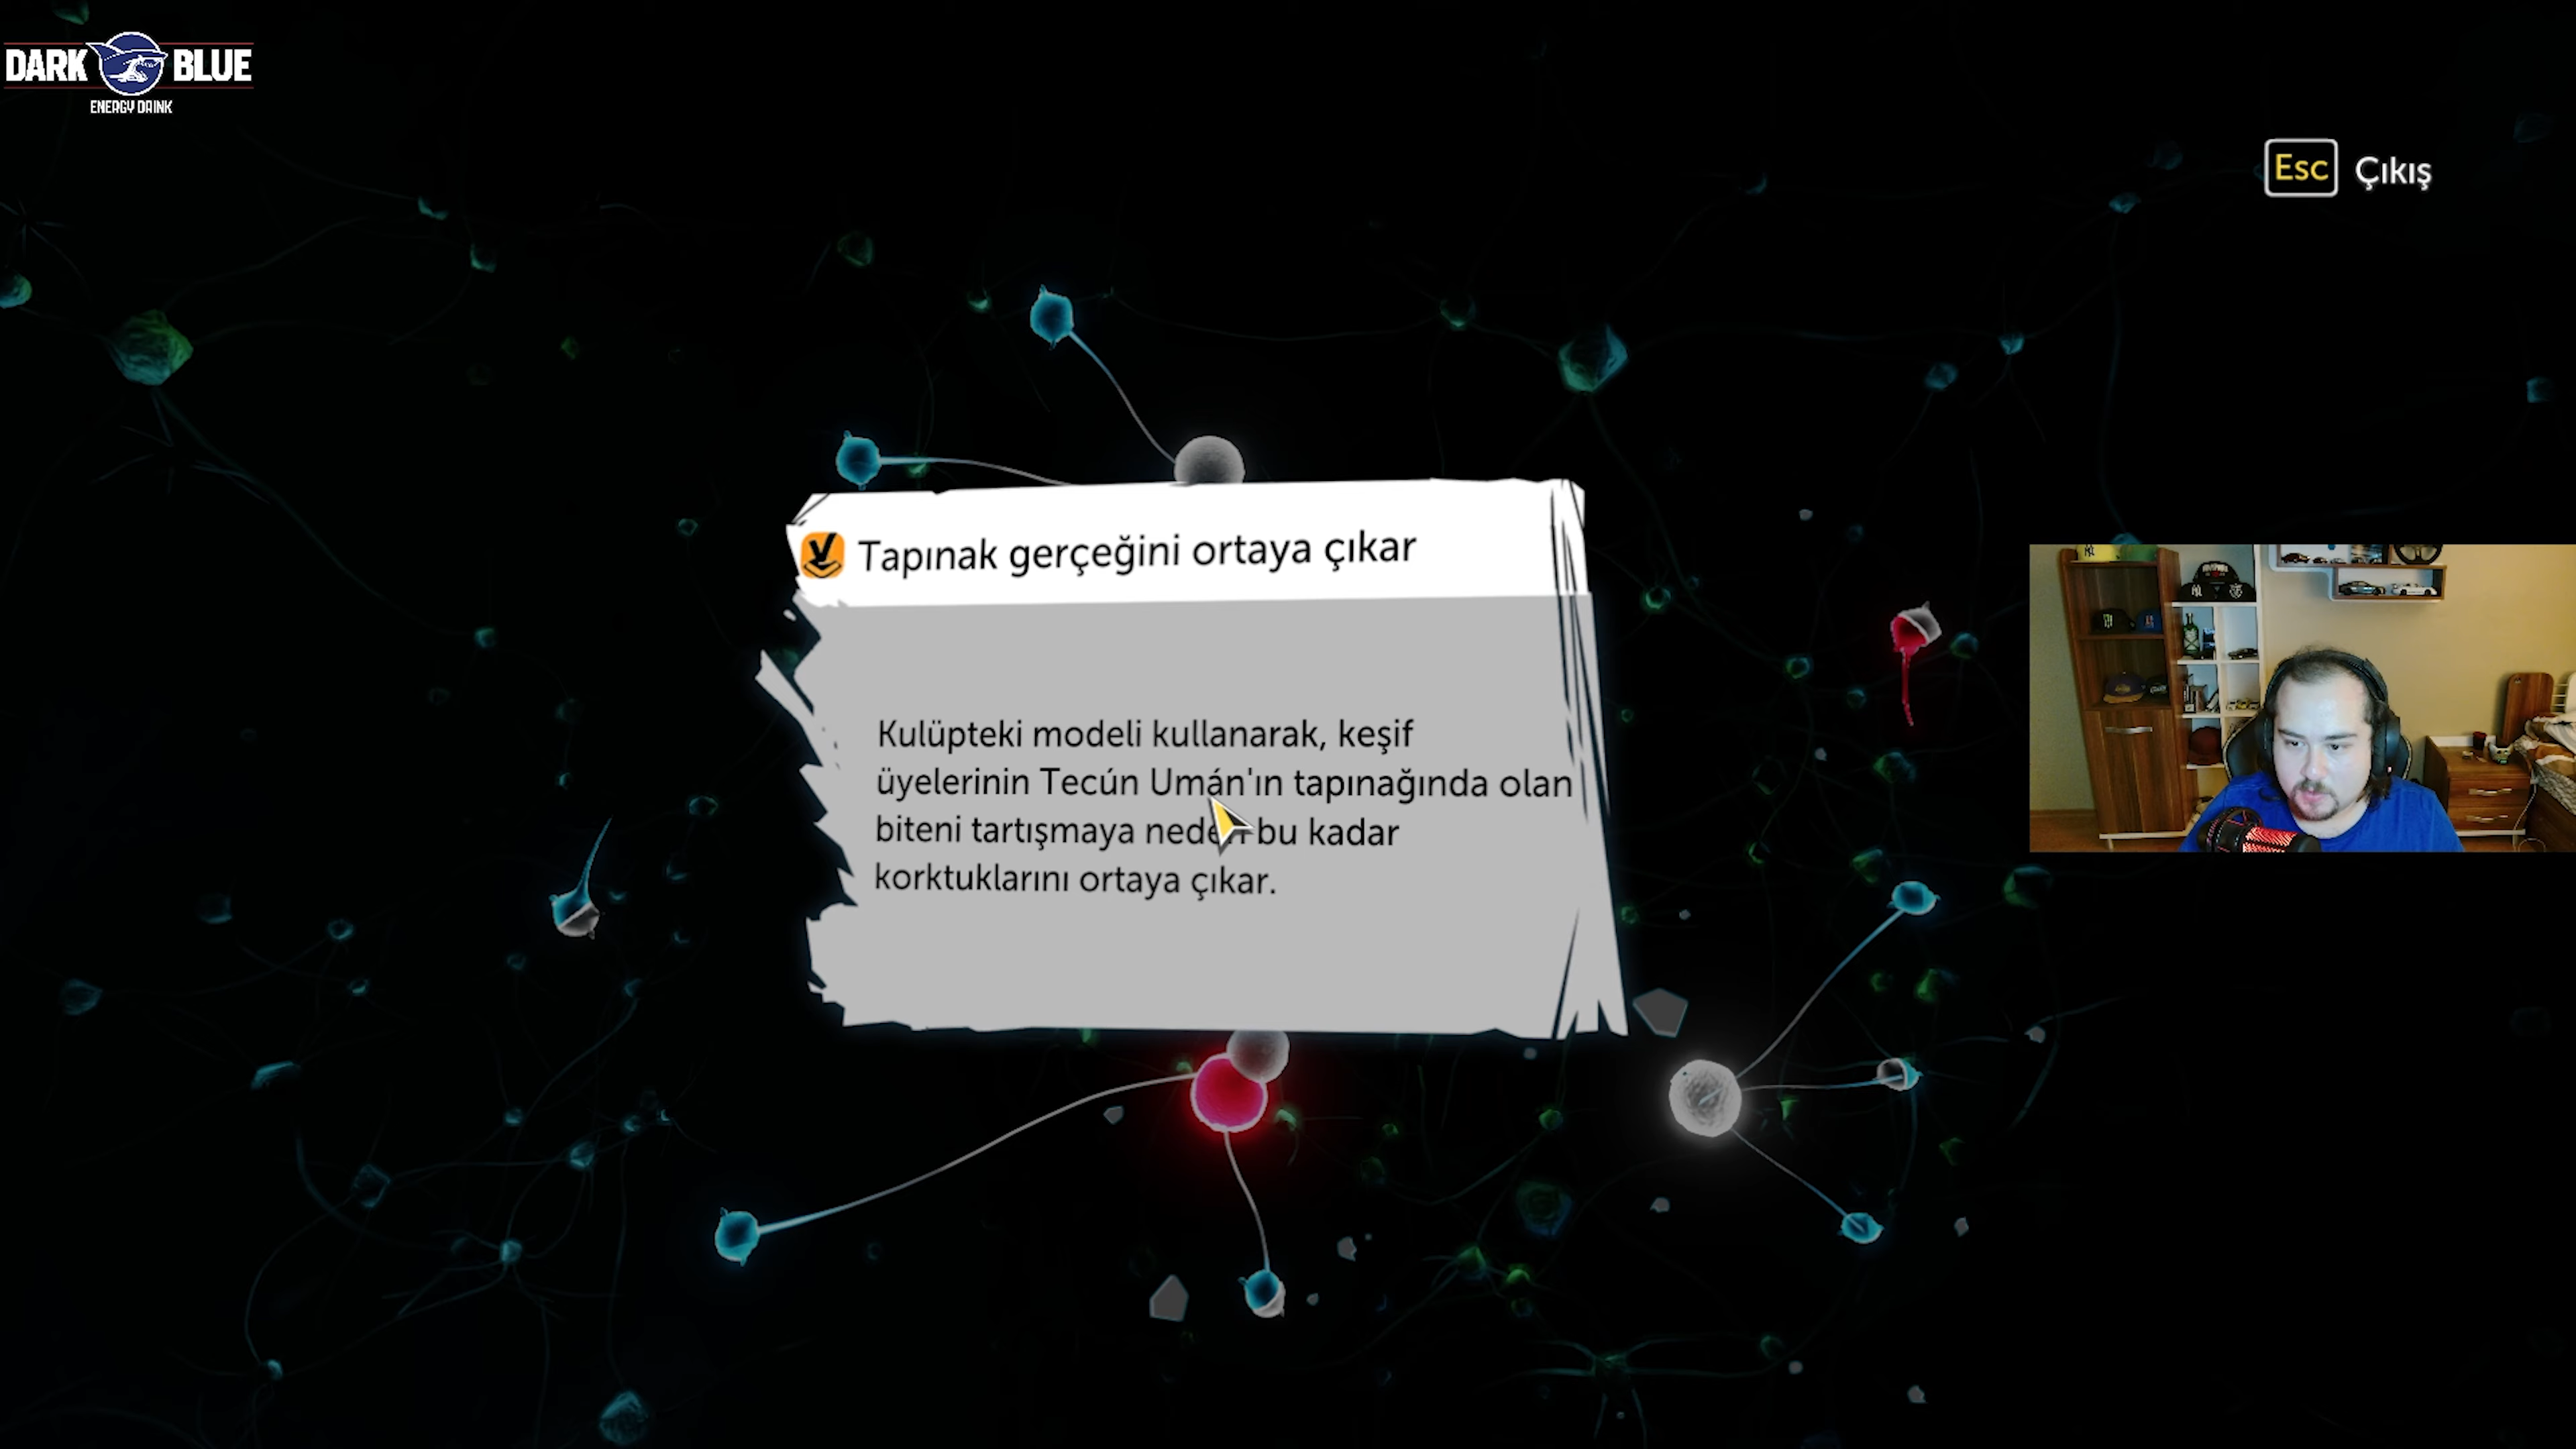 DARK BLUE
ENERGY DRINK
Esc Çıkış
Tapınak gerçeğini ortaya çıkar
Kulüpteki modeli kullanarak, keşif
üyelerinin Tecún Umán'ın tapınağında olan
biteni tartışmaya neden bu kadar
korktuklarını ortaya çıkar.